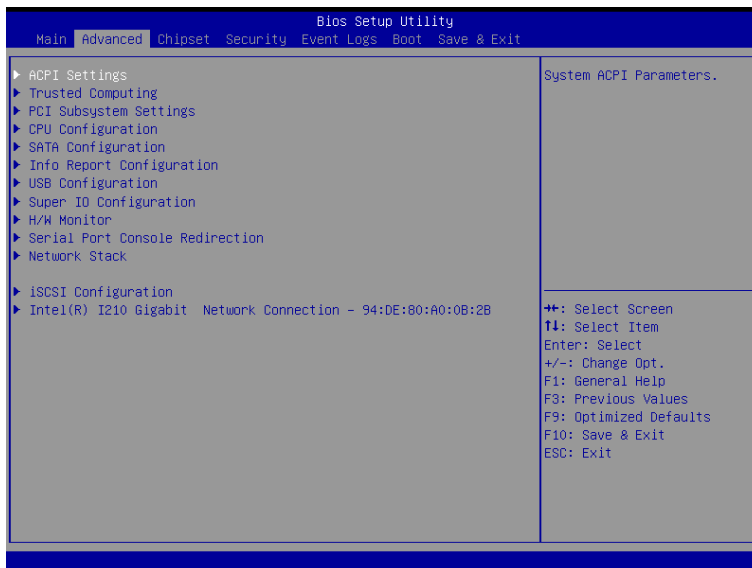 Bios Setup Utility
Main Advanced Chipset Security Event Logs Boot Save & Exit
ACPI Settings
Trusted Computing
PCI Subsystem Settings
CPU Configuration
SATA Configuration
Info Report Configuration
USB Configuration
Super IO Configuration
H/W Monitor
Serial Port Console Redirection
Network Stack
iSCSI Configuration
Intel(R) I210 Gigabit Network Connection - 94:DE:80:A0:0B:2B
System ACPI Parameters.
→←: Select Screen
↑↓: Select Item
Enter: Select
+/-: Change Opt.
F1: General Help
F3: Previous Values
F9: Optimized Defaults
F10: Save & Exit
ESC: Exit